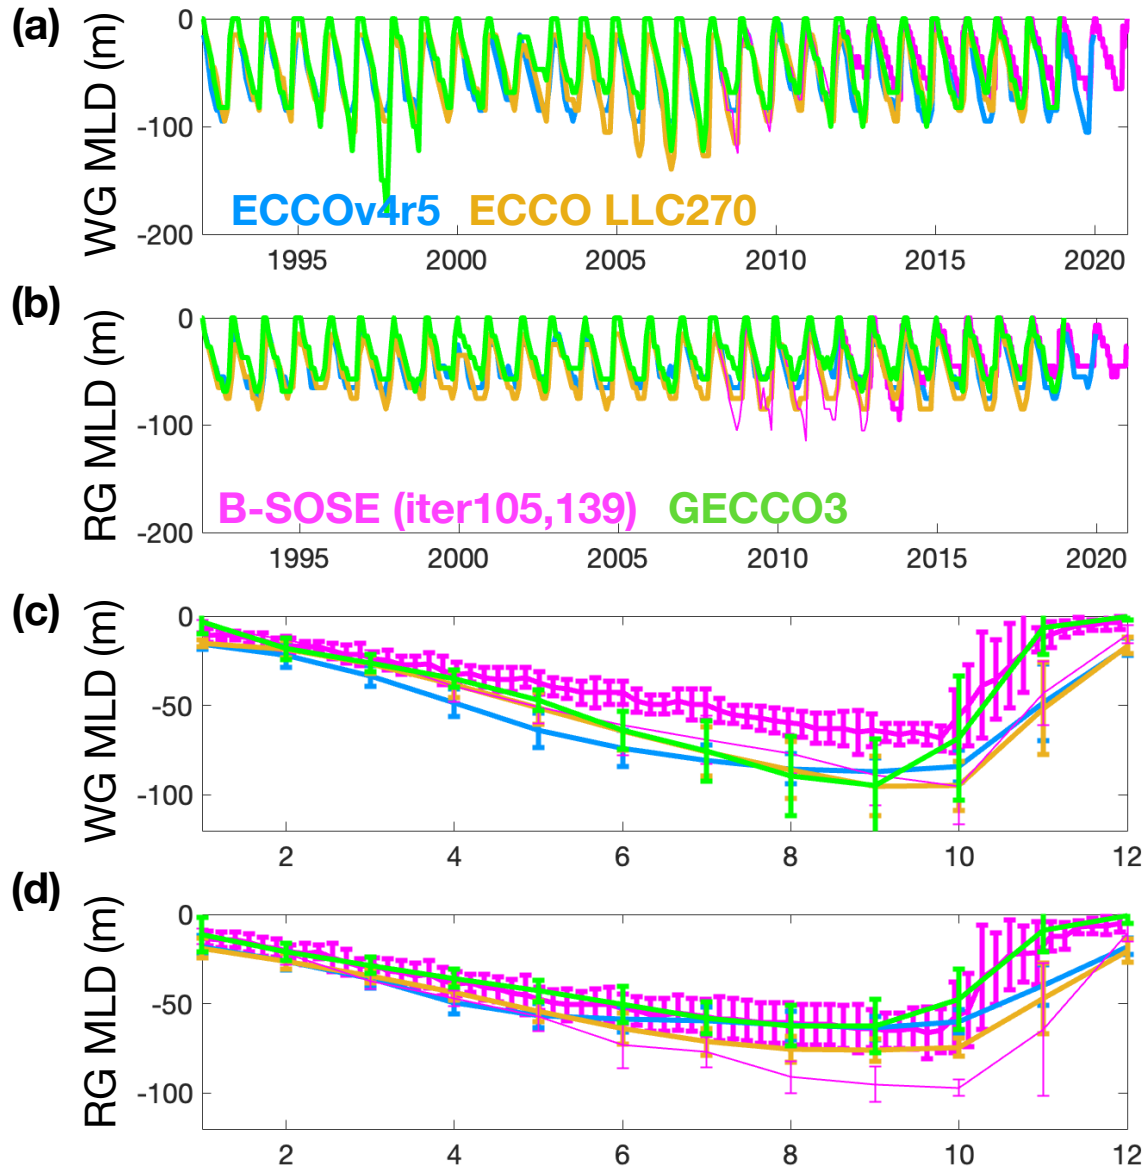 (a)
WG MLD (m)
0
-100
-200
ECCOv4r5 ECCO LLC270
1995 2000 2005 2010 2015 2020
(b)
RG MLD (m)
0
-100
-200
B-SOSE (iter105,139) GECCO3
1995 2000 2005 2010 2015 2020
(c)
WG MLD (m)
0
-50
-100
2 4 6 8 10 12
(d)
RG MLD (m)
0
-50
-100
2 4 6 8 10 12